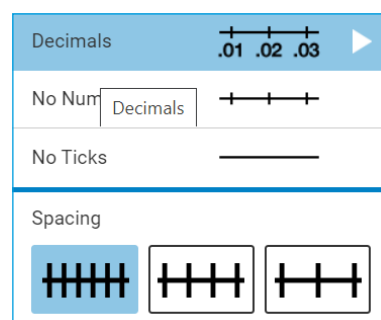 Decimals
.01 .02 .03
No Num
Decimals
No Ticks
Spacing